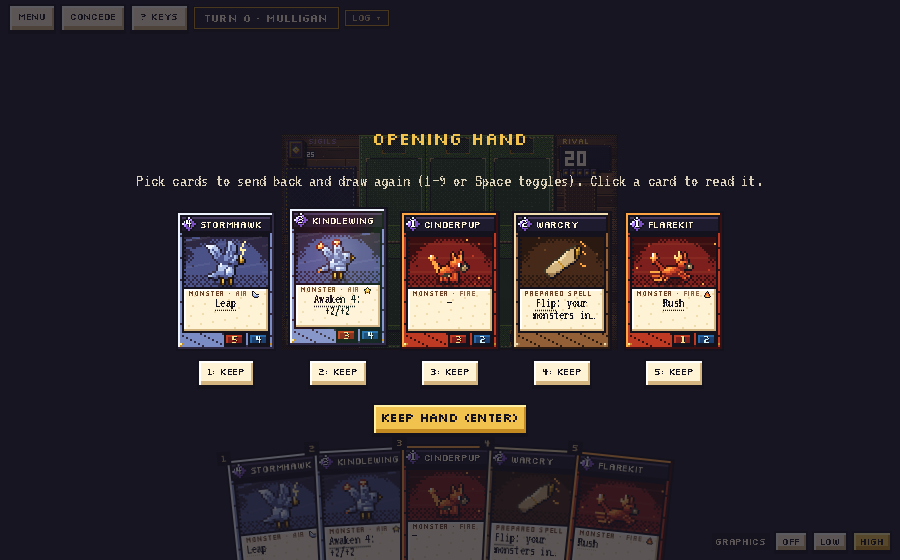 MENU
CONCEDE
? KEYS
TURN 0 · MULLIGAN
LOG ▾
RIVAL
25
20
OPENING HAND
Pick cards to send back and draw again (1-9 or Space toggles). Click a card to read it.
4 STORMHAWK
MONSTER · AIR
Leap
5 4
KINDLEWING
MONSTER · AIR
Awaken 4:
+2/+2
3 4
1 CINDERPUP
MONSTER · FIRE
–
3 2
2 WARCRY
PREPARED SPELL
Flip: your
monsters in…
1 FLAREKIT
MONSTER · FIRE
Rush
1 2
1: KEEP
2: KEEP
3: KEEP
4: KEEP
5: KEEP
KEEP HAND (ENTER)
1
2
3
4
5
STORMHAWK
MONSTER · AIR
Leap
KINDLEWING
MONSTER · AIR
Awaken 4:
+2/+2
CINDERPUP
MONSTER · FIRE
–
WARCRY
PREPARED SPELL
Flip: your
monsters in…
FLAREKIT
MONSTER · FIRE
Rush
GRAPHICS
OFF
LOW
HIGH